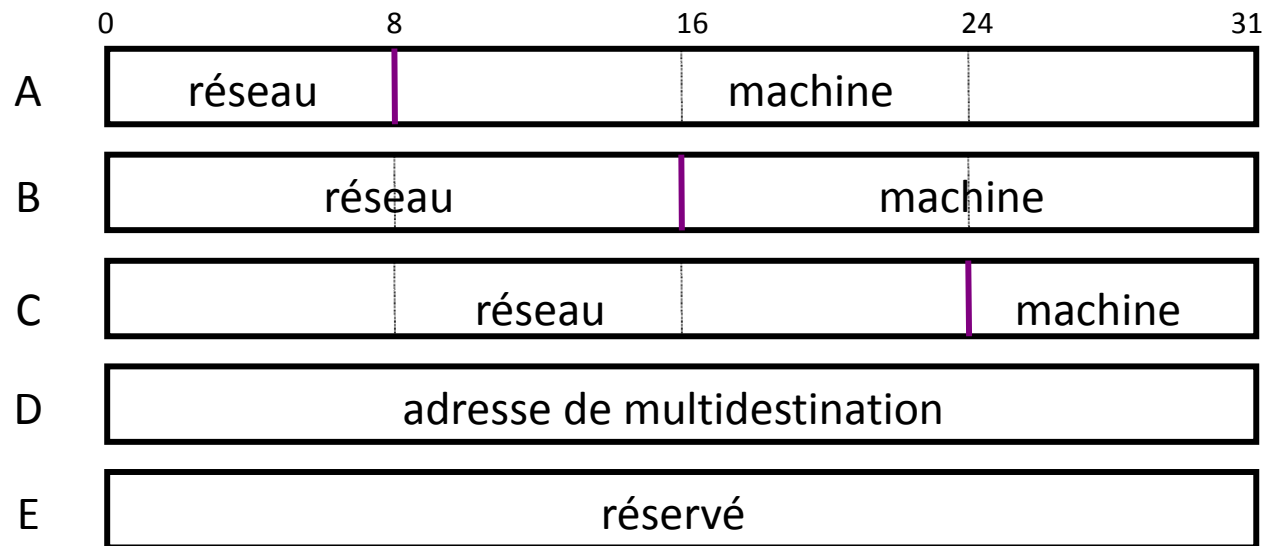 0 8 16 24 31
A réseau machine
B réseau machine
C réseau machine
D adresse de multidestination
E réservé